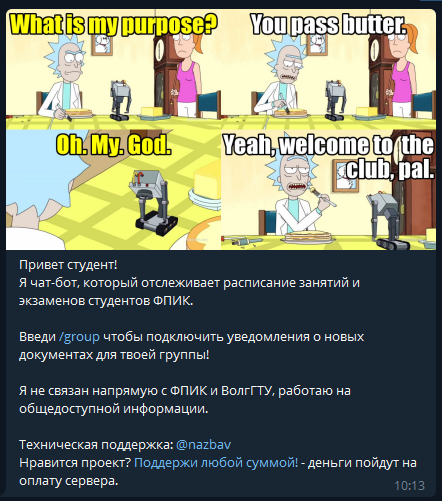 What is my purpose?
You pass butter.
Oh. My. God.
Yeah, welcome to the
club, pal.
Привет студент!
Я чат-бот, который отслеживает расписание занятий и
экзаменов студентов ФПИК.
Введи /group чтобы подключить уведомления о новых
документах для твоей группы!
Я не связан напрямую с ФПИК и ВолгГТУ, работаю на
общедоступной информации.
Техническая поддержка: @nazbav
Нравится проект? Поддержи любой суммой! - деньги пойдут на
оплату сервера.
10:13